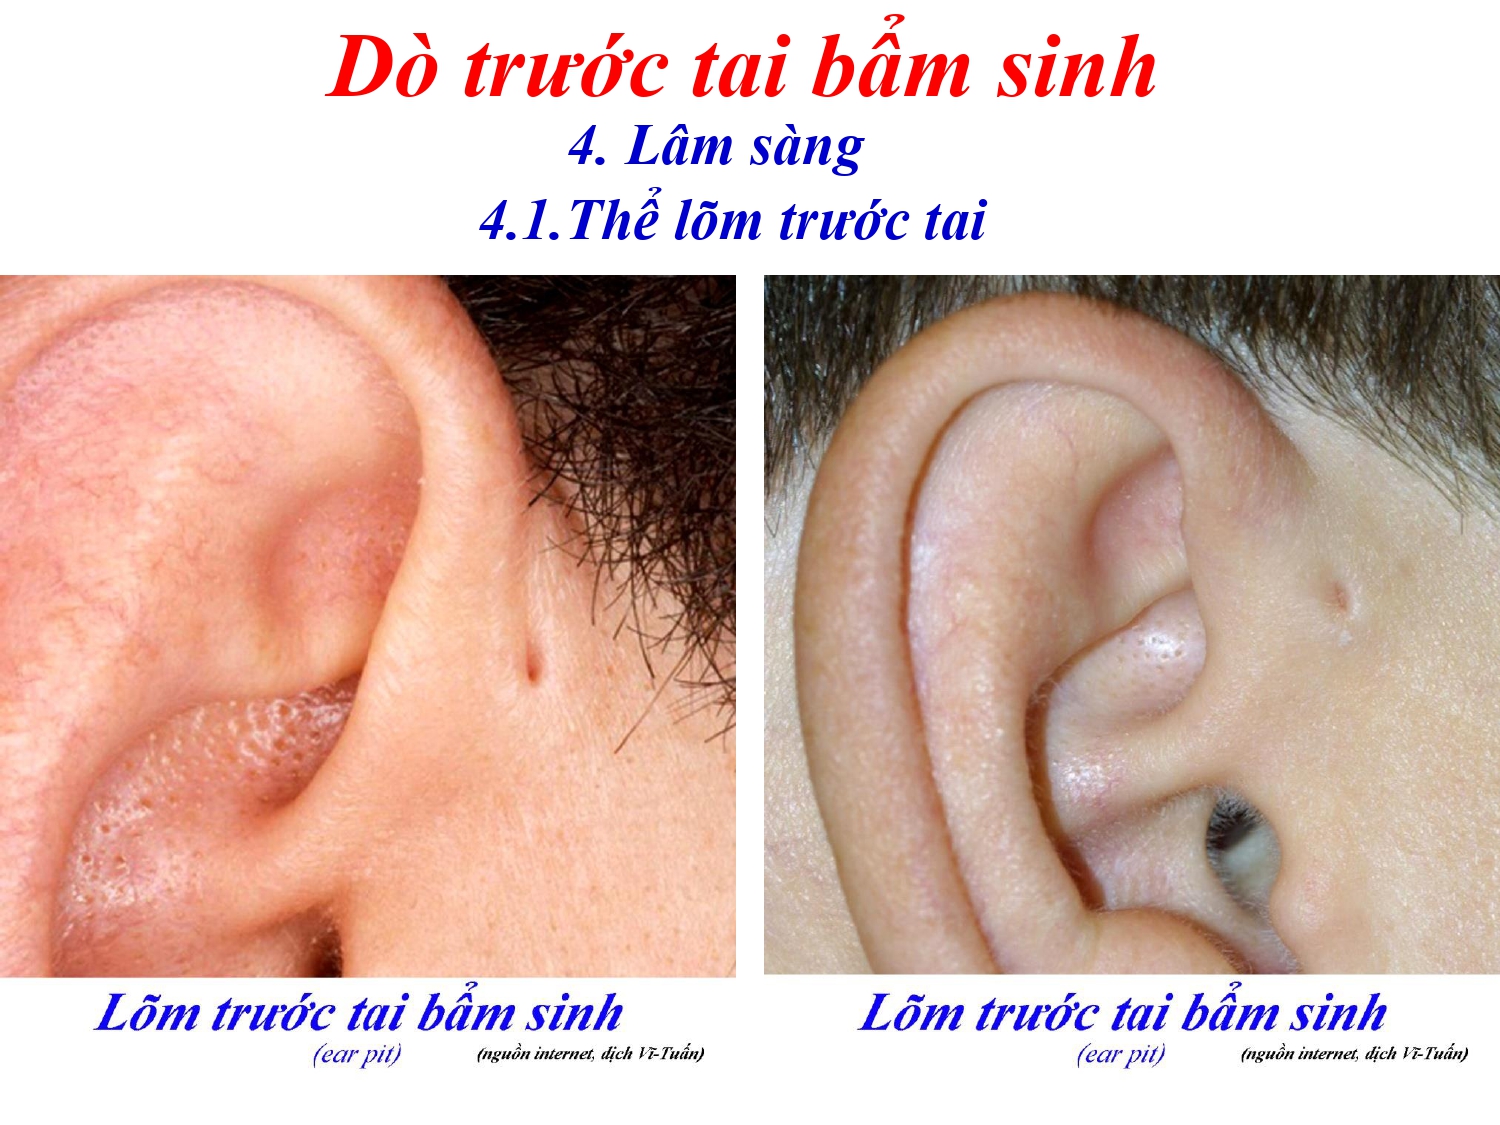 Dò trước tai bẩm sinh
4. Lâm sàng
4.1.Thể lõm trước tai
Lõm trước tai bẩm sinh
(ear pit)
(nguồn internet, dịch Vĩ-Tuấn)
Lõm trước tai bẩm sinh
(ear pit)
(nguồn internet, dịch Vĩ-Tuấn)